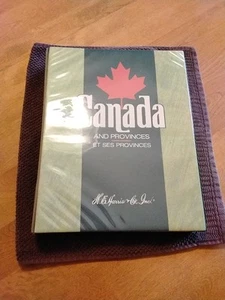 Canada
AND PROVINCES
ET SES PROVINCES
H. E. Harris & Co., Inc.